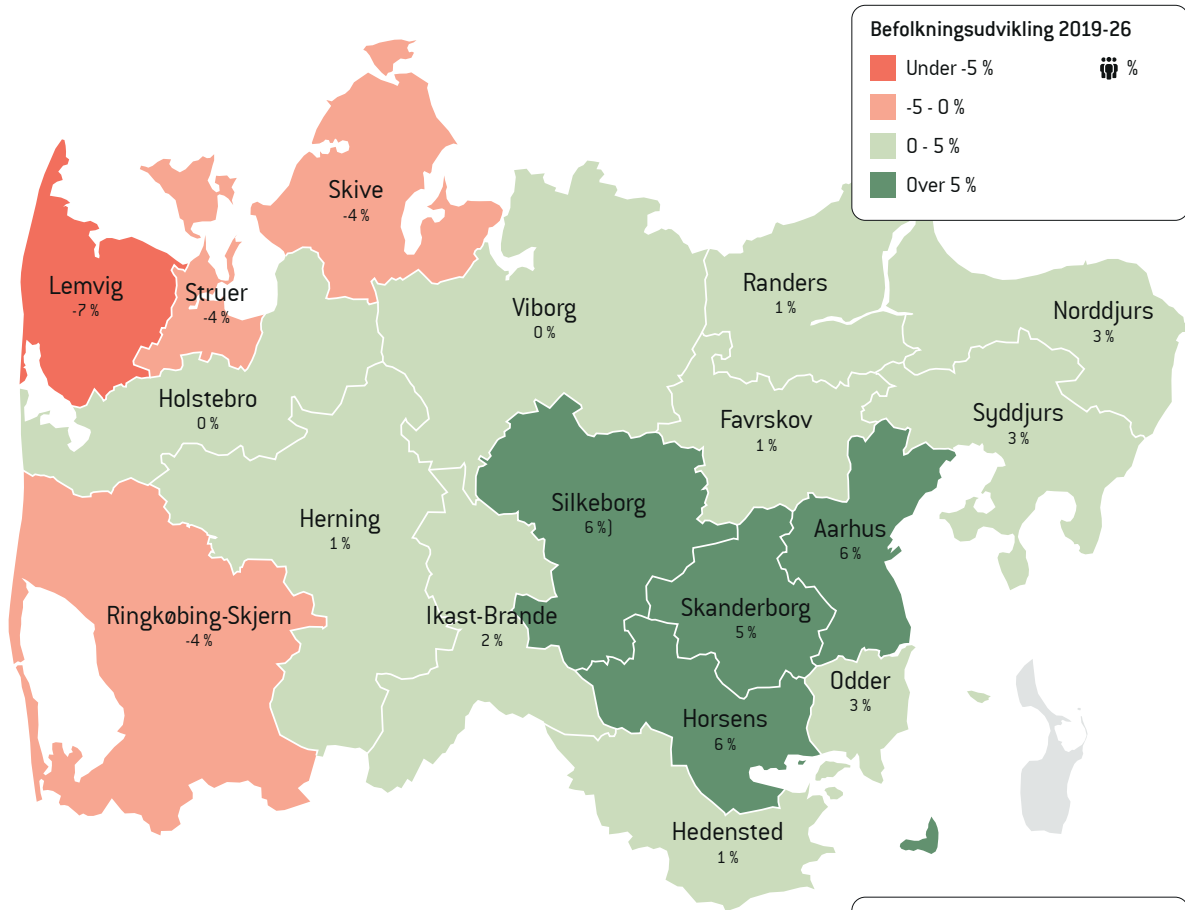 Befolkningsudvikling 2019-26
Under -5 %
%
-5 - 0 %
0 - 5 %
Over 5 %
Skive
-4 %
Lemvig
-7 %
Struer
-4 %
Viborg
0 %
Randers
1 %
Norddjurs
3 %
Holstebro
0 %
Favrskov
1 %
Syddjurs
3 %
Herning
1 %
Silkeborg
6 %)
Aarhus
6 %
Ringkøbing-Skjern
-4 %
Ikast-Brande
2 %
Skanderborg
5 %
Odder
3 %
Horsens
6 %
Hedensted
1 %